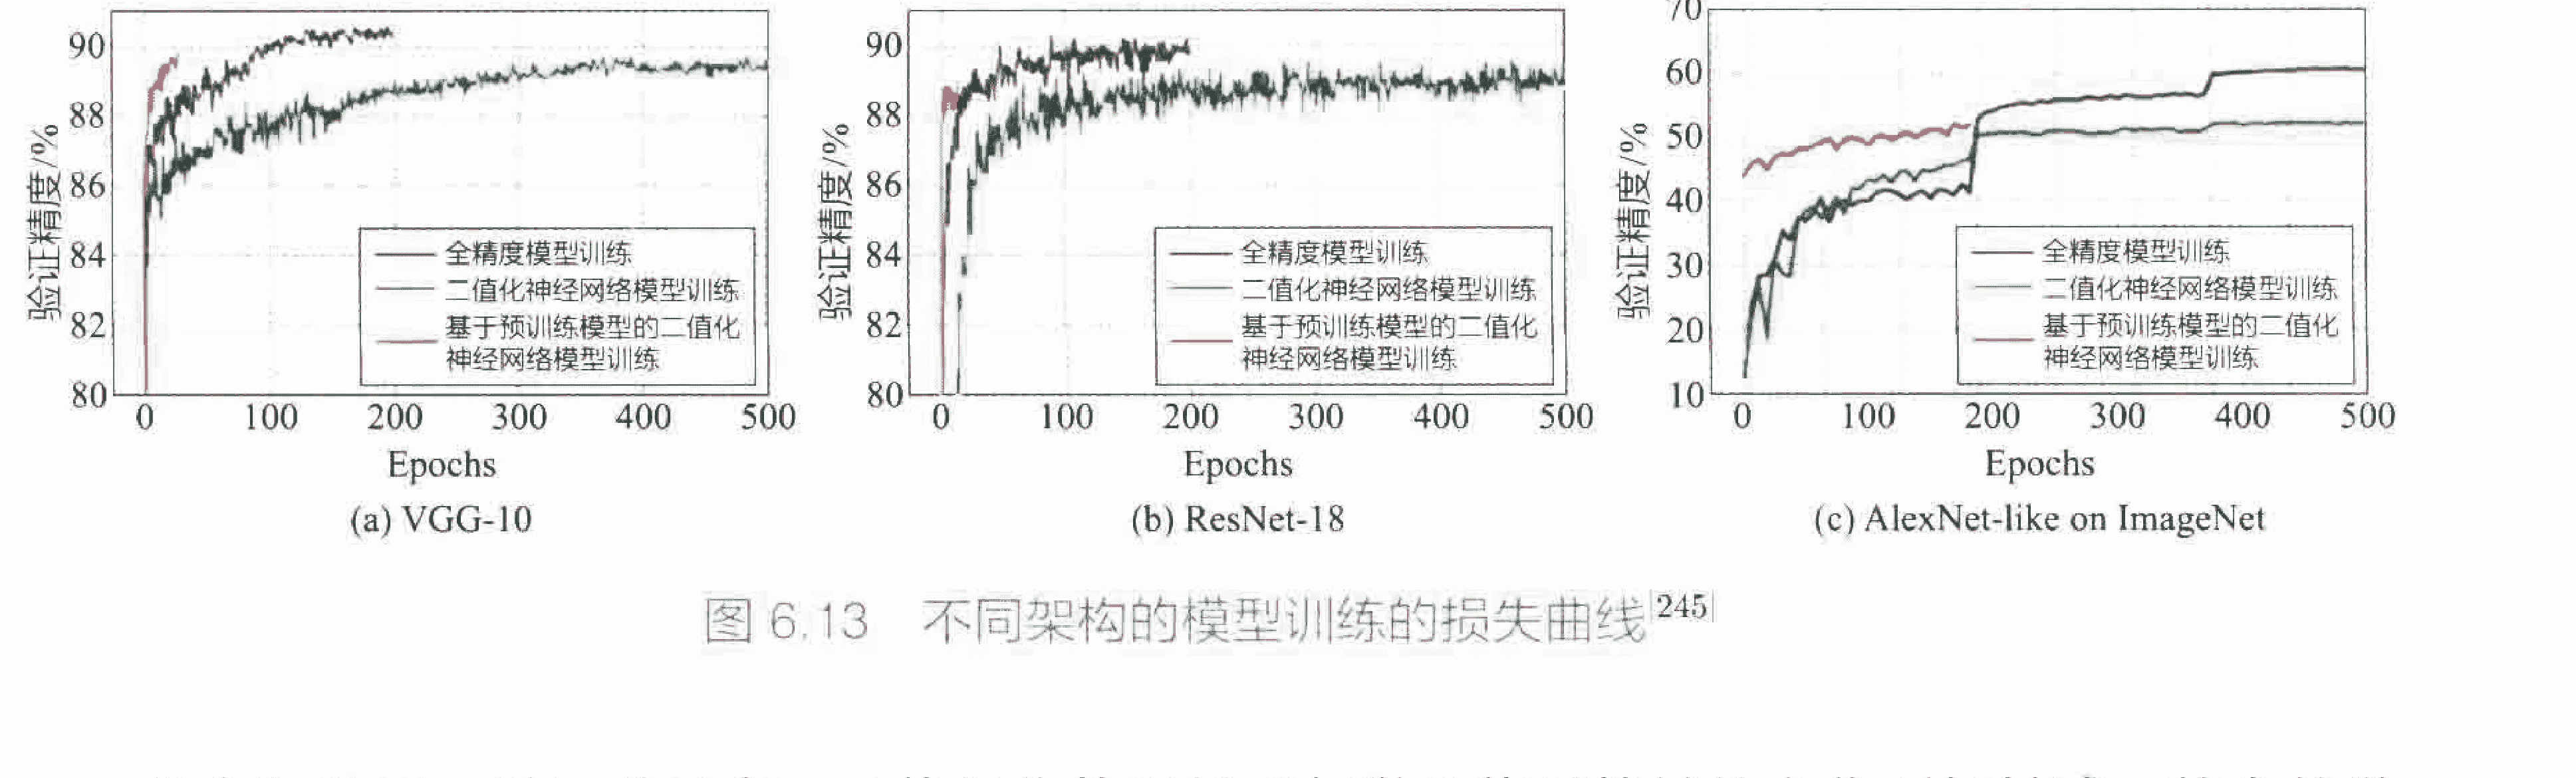 90
88
86
84
82
80
验证精度/%
0 100 200 300 400 500
Epochs
全精度模型训练
二值化神经网络模型训练
基于预训练模型的二值化
神经网络模型训练
(a) VGG-10
90
88
86
84
82
80
验证精度/%
0 100 200 300 400 500
Epochs
全精度模型训练
二值化神经网络模型训练
基于预训练模型的二值化
神经网络模型训练
(b) ResNet-18
70
60
50
40
30
20
10
验证精度/%
0 100 200 300 400 500
Epochs
全精度模型训练
二值化神经网络模型训练
基于预训练模型的二值化
神经网络模型训练
(c) AlexNet-like on ImageNet
图 6.13 不同架构的模型训练的损失曲线[245]